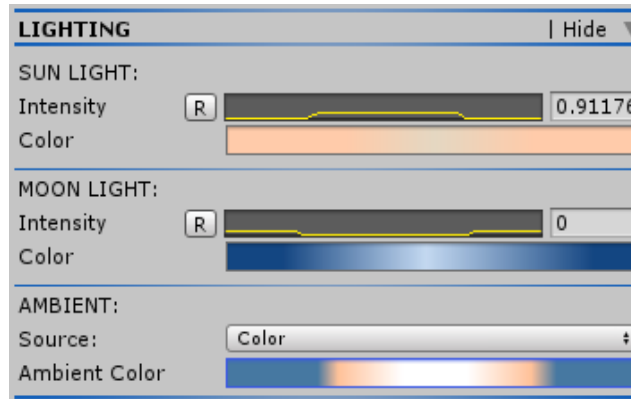 LIGHTING | Hide
SUN LIGHT:
Intensity R 0.91176
Color
MOON LIGHT:
Intensity R 0
Color
AMBIENT:
Source: Color
Ambient Color